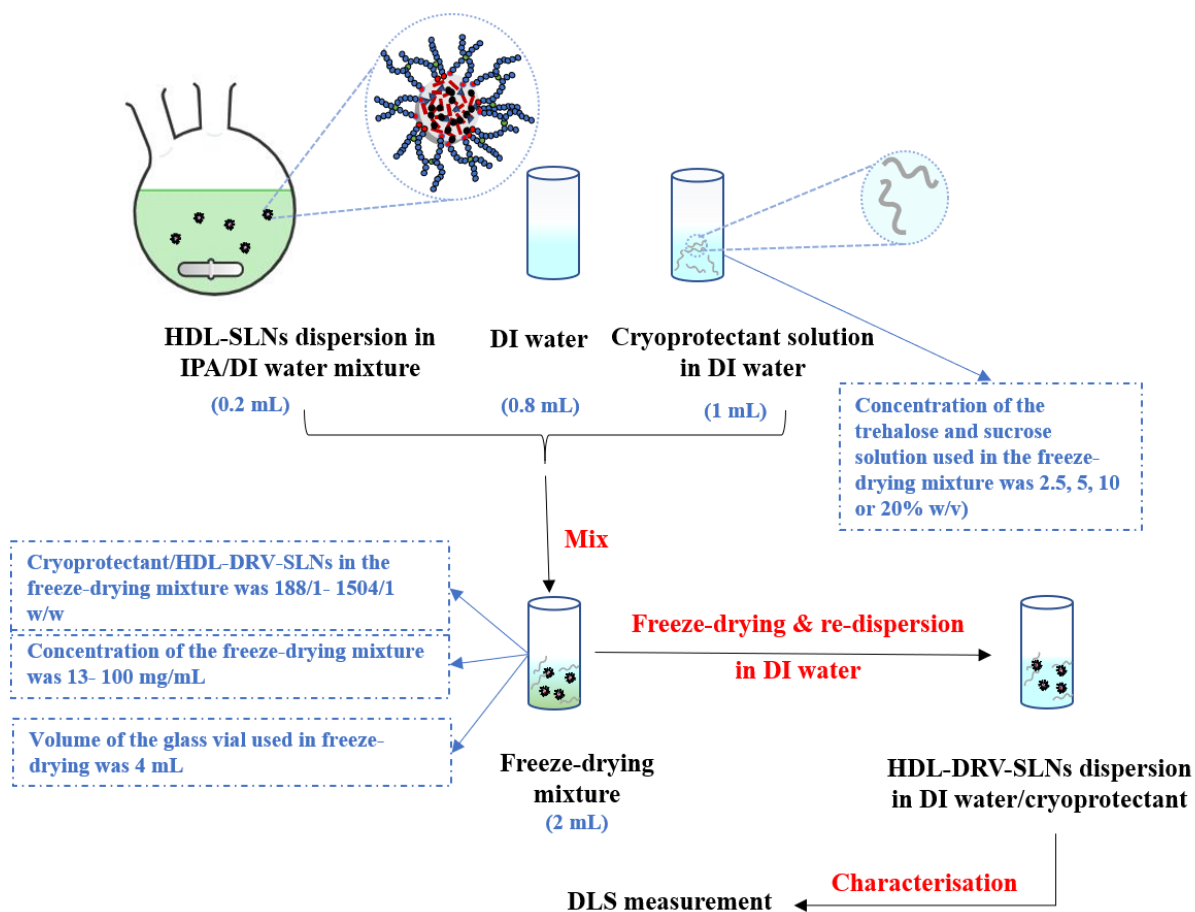 HDL-SLNs dispersion in
IPA/DI water mixture
(0.2 mL)
DI water
(0.8 mL)
Cryoprotectant solution
in DI water
(1 mL)
Concentration of the
trehalose and sucrose
solution used in the freeze-
drying mixture was 2.5, 5, 10
or 20% w/v)
Mix
Cryoprotectant/HDL-DRV-SLNs in the
freeze-drying mixture was 188/1- 1504/1
w/w
Concentration of the freeze-drying mixture
was 13- 100 mg/mL
Volume of the glass vial used in freeze-
drying was 4 mL
Freeze-drying
mixture
(2 mL)
Freeze-drying & re-dispersion
in DI water
HDL-DRV-SLNs dispersion
in DI water/cryoprotectant
Characterisation
DLS measurement